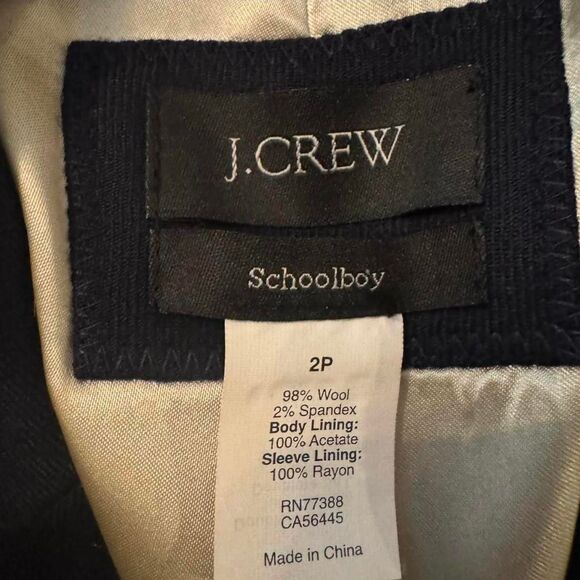 J.CREW
Schoolboy
2P
98% Wool
2% Spandex
Body Lining:
100% Acetate
Sleeve Lining:
100% Rayon
RN77388
CA56445
Made in China